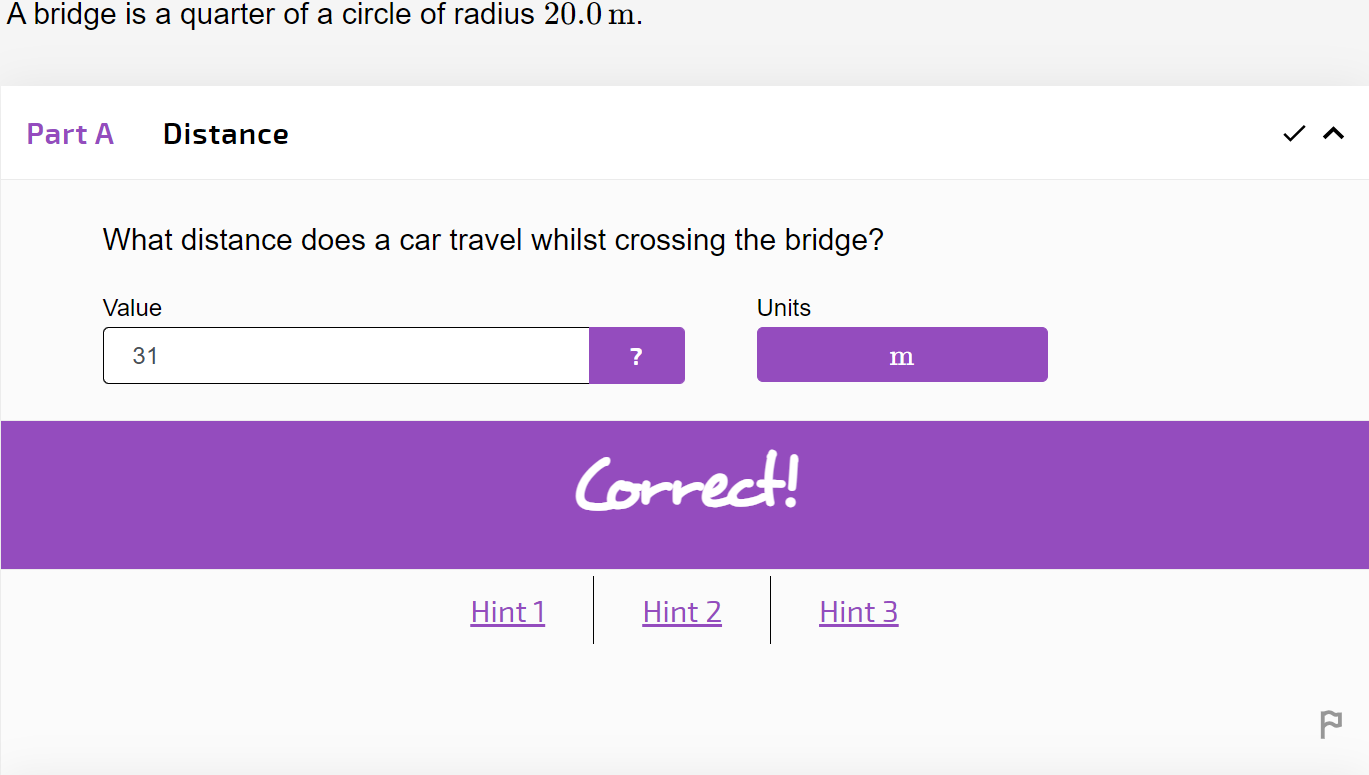 A bridge is a quarter of a circle of radius 20.0 m.
Part A Distance
What distance does a car travel whilst crossing the bridge?
Value Units
31 ? m
Correct!
Hint 1 Hint 2 Hint 3